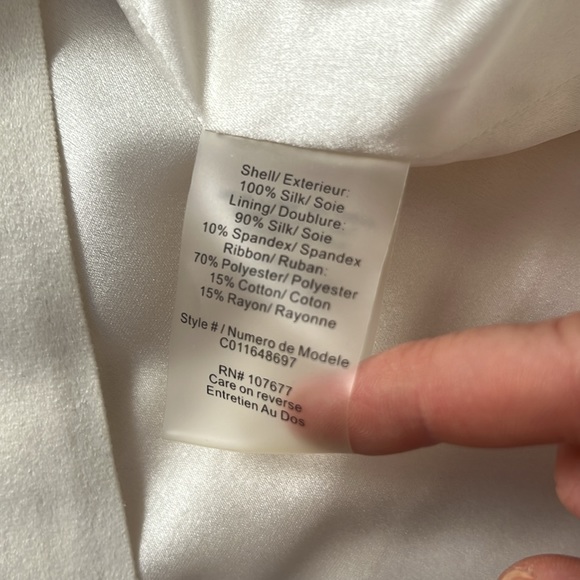 Shell/ Exterieur:
100% Silk/ Soie
Lining/ Doublure:
90% Silk/ Soie
10% Spandex/ Spandex
Ribbon/ Ruban:
70% Polyester/ Polyester
15% Cotton/ Coton
15% Rayon/ Rayonne
Style # / Numero de Modele
C011648697
RN# 107677
Care on reverse
Entretien Au Dos